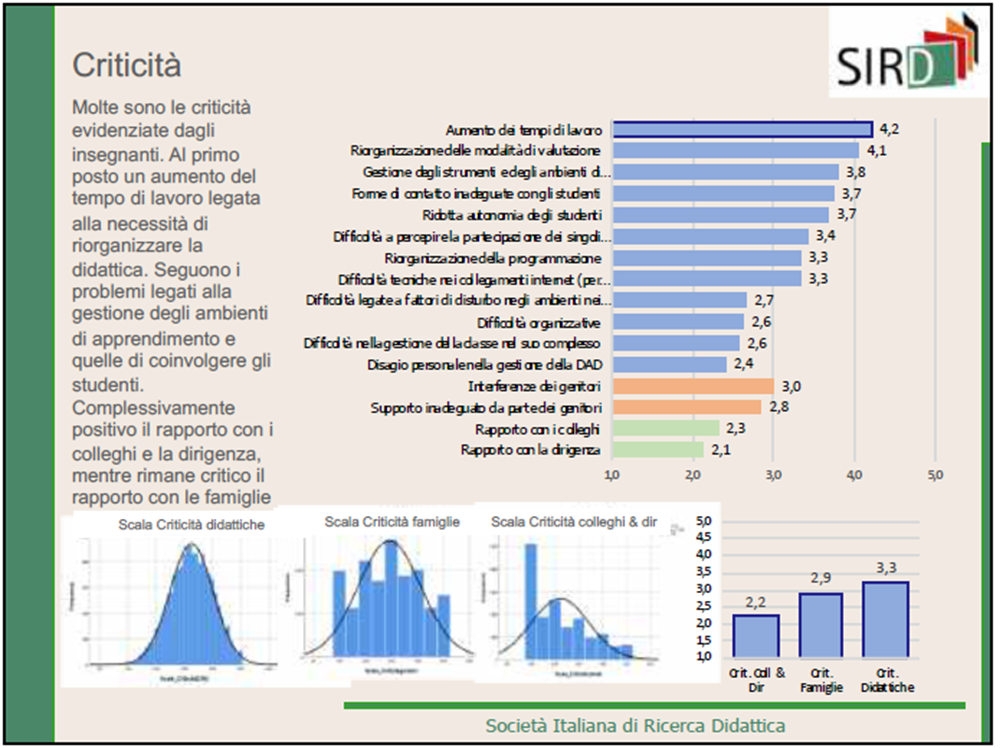 Criticità
SIRD
Molte sono le criticità
evidenziate dagli
insegnanti. Al primo
posto un aumento del
tempo di lavoro legata
alla necessità di
riorganizzare la
didattica. Seguono i
problemi legati alla
gestione degli ambienti
di apprendimento e
quelle di coinvolgere gli
studenti.
Complessivamente
positivo il rapporto con i
colleghi e la dirigenza,
mentre rimane critico il
rapporto con le famiglie
Aumento dei tempi di lavoro 4,2
Riorganizzazione delle modalità di valutazione 4,1
Gestione degli strumenti e degli ambienti di... 3,8
Forme di contatto inadeguate con gli studenti 3,7
Ridotta autonomia degli studenti 3,7
Difficoltà a percepire la partecipazione dei singoli... 3,4
Riorganizzazione della programmazione 3,3
Difficoltà tecniche nei collegamenti internet (per... 3,3
Difficoltà legate a fattori di disturbo negli ambienti nei... 2,7
Difficoltà organizzative 2,6
Difficoltà nella gestione della classe nel suo complesso 2,6
Disagio personale nella gestione della DAD 2,4
Interferenze dei genitori 3,0
Supporto inadeguato da parte dei genitori 2,8
Rapporto con i colleghi 2,3
Rapporto con la dirigenza 2,1
1,0 2,0 3,0 4,0 5,0
Scala Criticità didattiche
Scala Criticità famiglie
Scala Criticità colleghi & dir
5,0
4,5
4,0
3,5
3,0
2,5
2,0
1,5
1,0
2,2 2,9 3,3
Crit. Coll &
Dir
Crit.
Famiglie
Crit.
Didattiche
Società Italiana di Ricerca Didattica